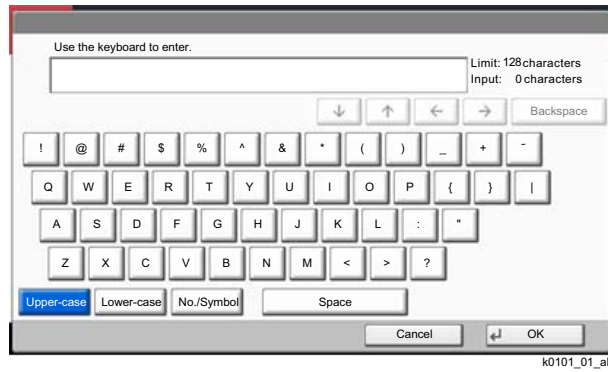 Use the keyboard to enter.
Limit: 128 characters
Input: 0 characters
↓ ↑ ← → Backspace
! @ # $ % ^ & * ( ) _ + ~
Q W E R T Y U I O P { } |
A S D F G H J K L : "
Z X C V B N M < > ?
Upper-case Lower-case No./Symbol Space
Cancel OK
k0101_01_a